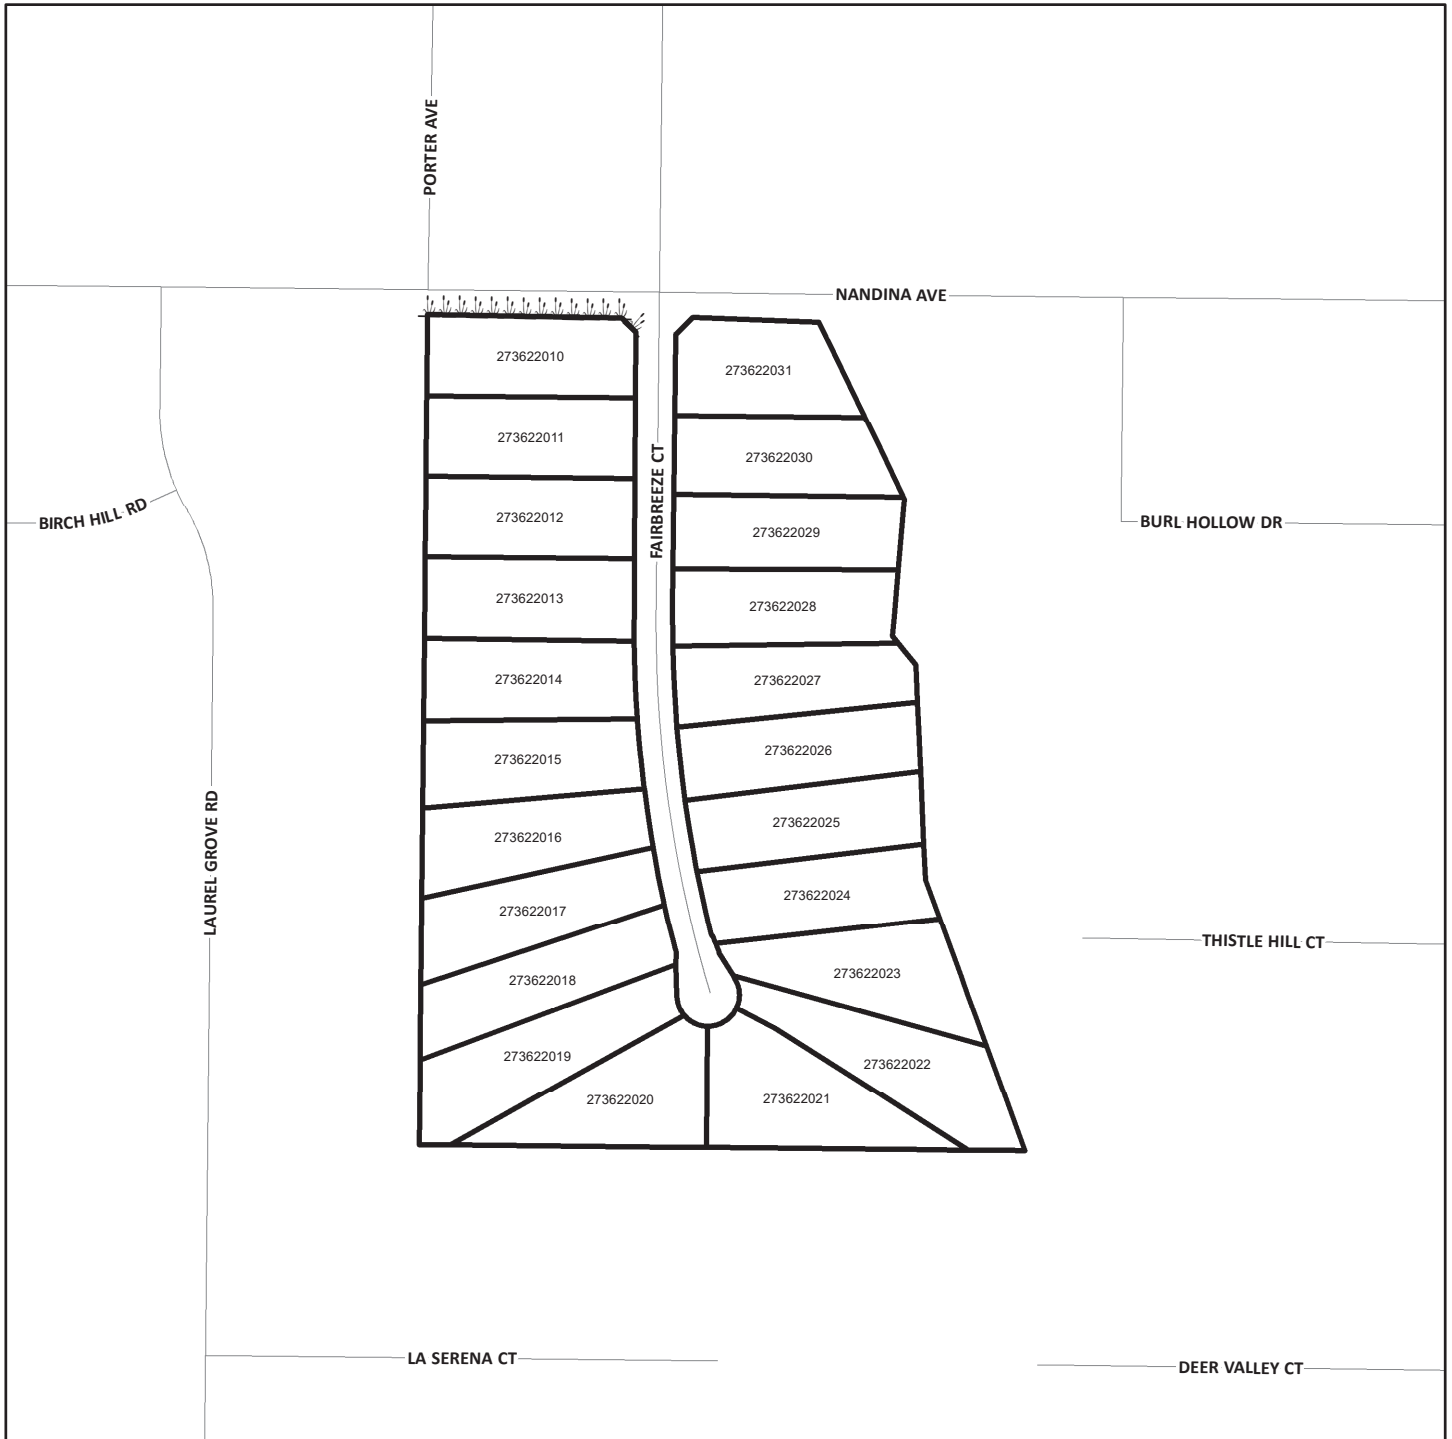 PORTER AVE
NANDINA AVE
273622010
273622031
273622011
273622030
FAIRBREEZE CT
BIRCH HILL RD
273622012
BURL HOLLOW DR
273622029
273622013
273622028
273622014
273622027
273622015
273622026
LAUREL GROVE RD
273622016
273622025
273622017
273622024
THISTLE HILL CT
273622018
273622023
273622019
273622022
273622020
273622021
LA SERENA CT
DEER VALLEY CT